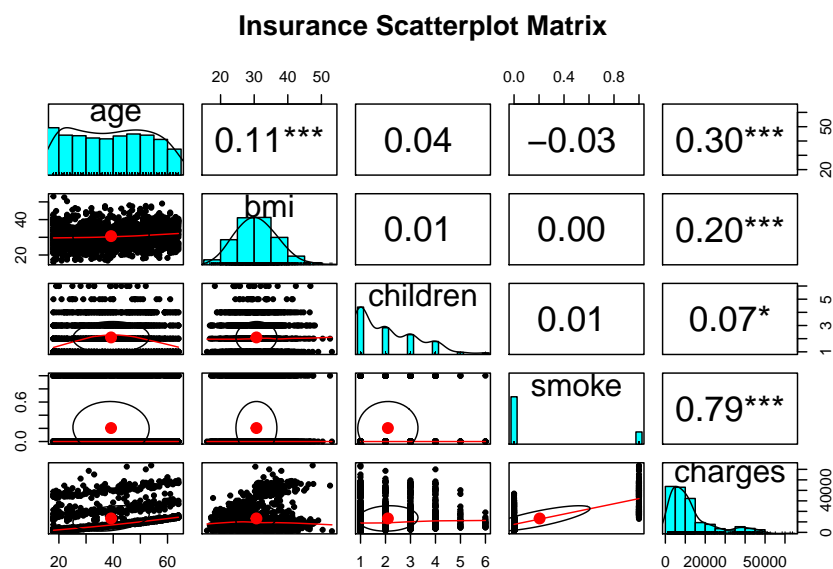 Insurance Scatterplot Matrix
20 30 40 50
0.0 0.4 0.8
age
0.11***
0.04
−0.03
0.30***
20 50
20 40
bmi
0.01
0.00
0.20***
children
0.01
0.07*
1 3 5
0.0 0.6
smoke
0.79***
charges
0 40000
20 30 40 50 60
1 2 3 4 5 6
0 20000 50000